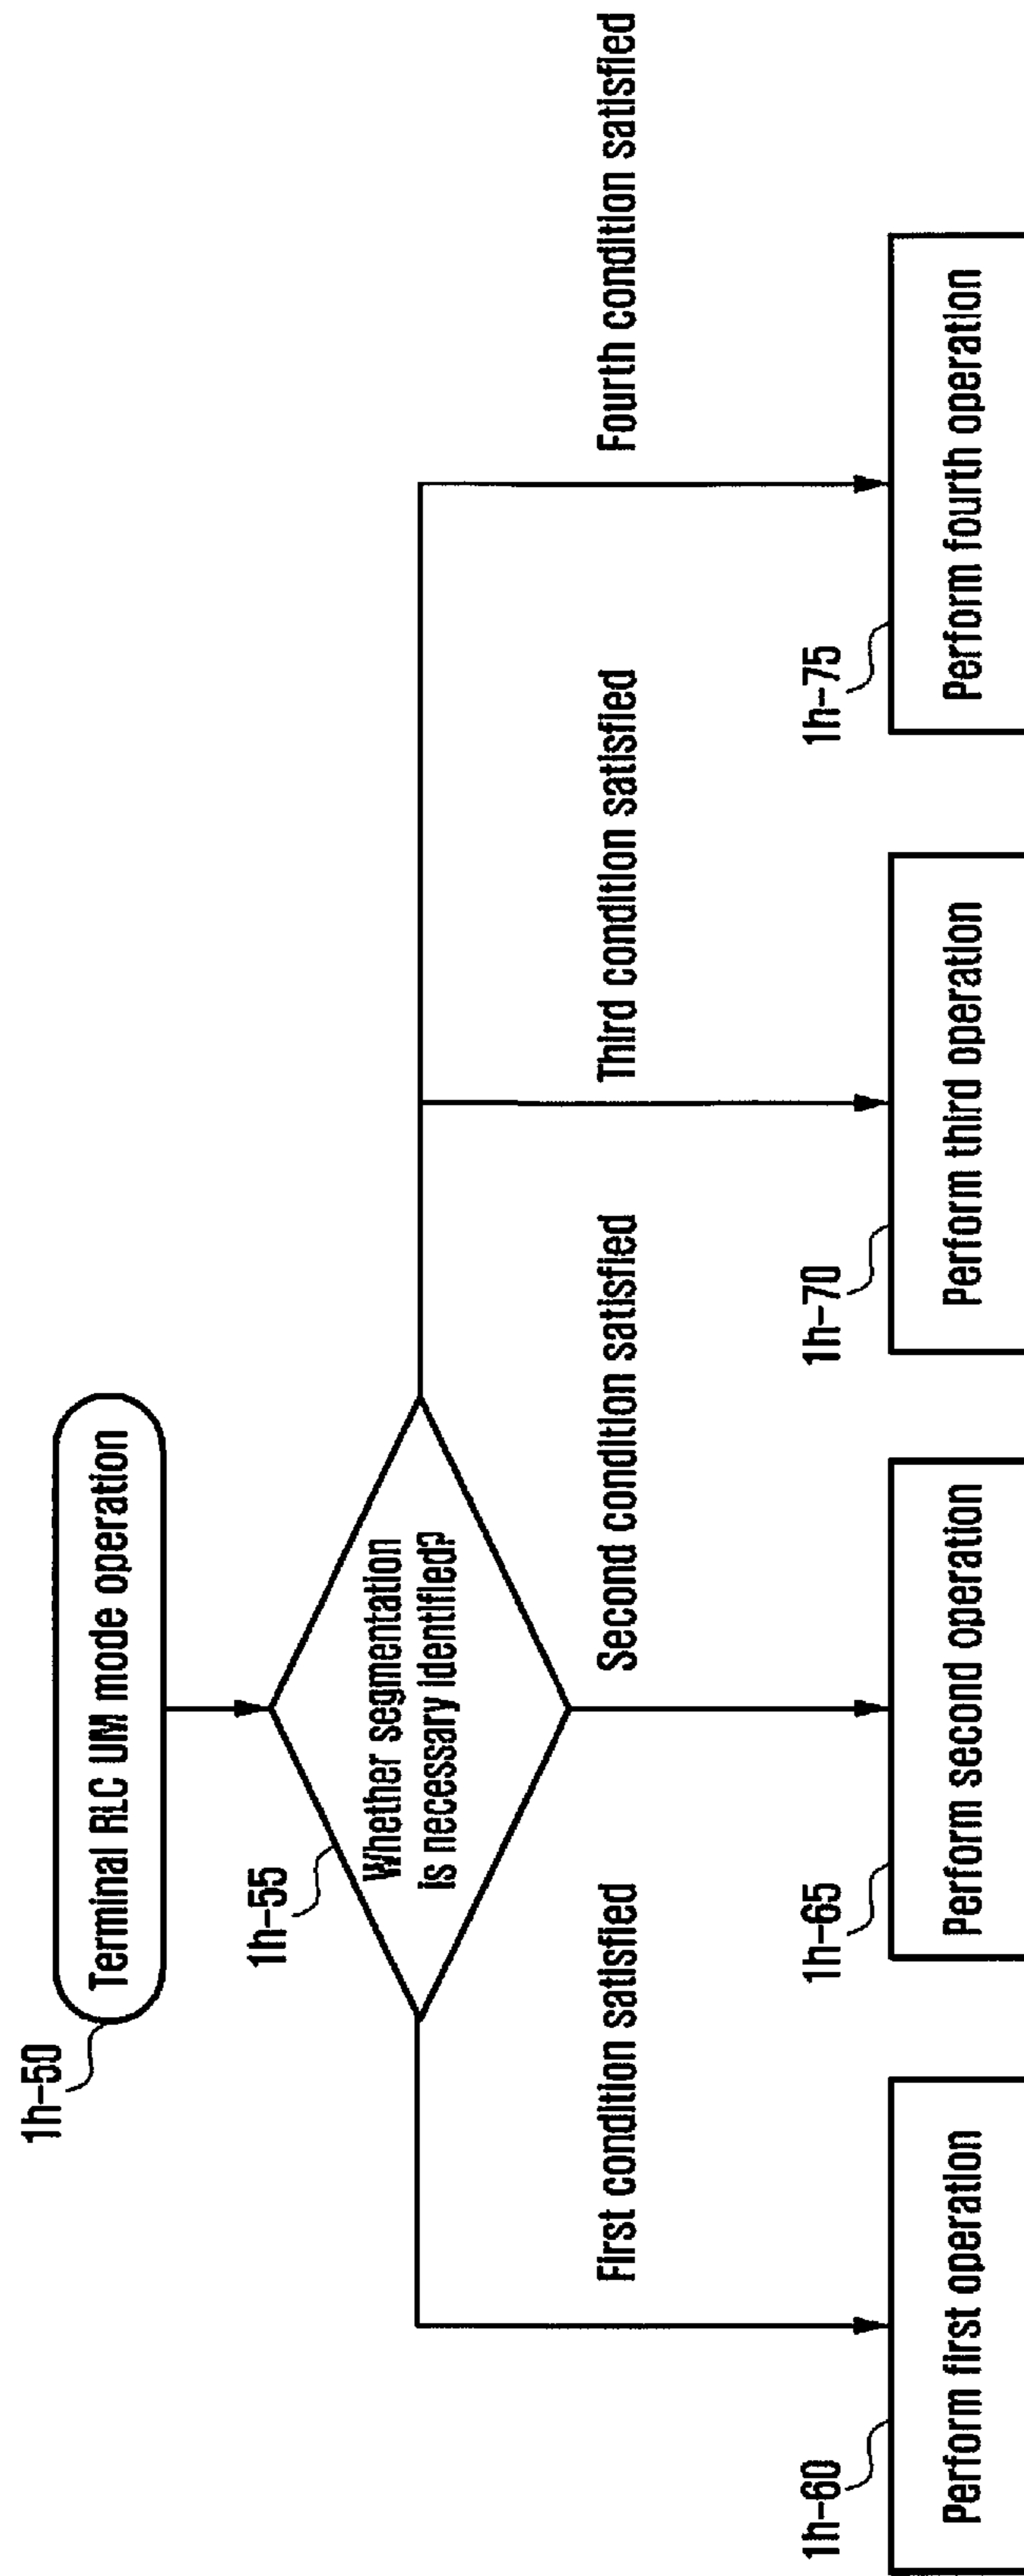 1h-50
Terminal RLC UM mode operation
1h-55
Whether segmentation
is necessary identified?
First condition satisfied
Second condition satisfied
Third condition satisfied
Fourth condition satisfied
1h-60
Perform first operation
1h-65
Perform second operation
1h-70
Perform third operation
1h-75
Perform fourth operation